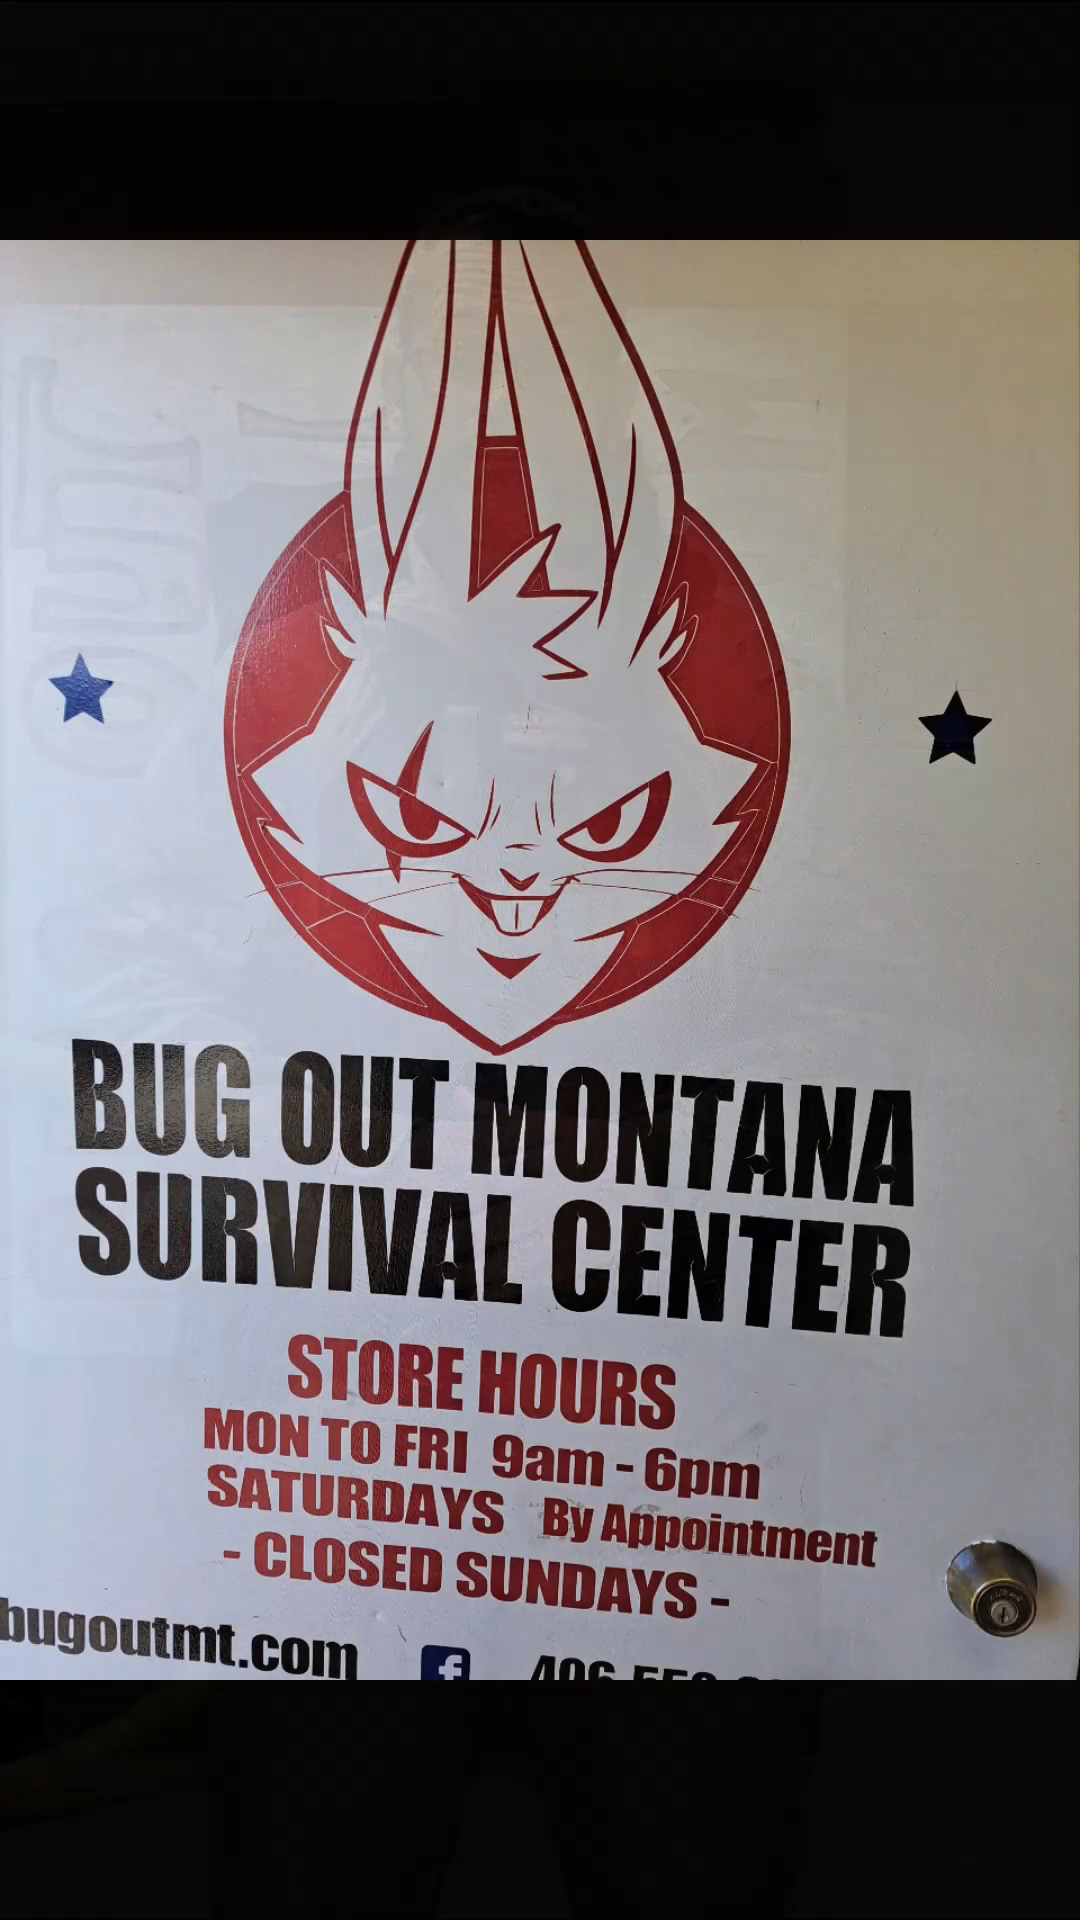 BUG OUT MONTANA
SURVIVAL CENTER
STORE HOURS
MON TO FRI 9am - 6pm
SATURDAYS By Appointment
- CLOSED SUNDAYS -
bugoutmt.com f